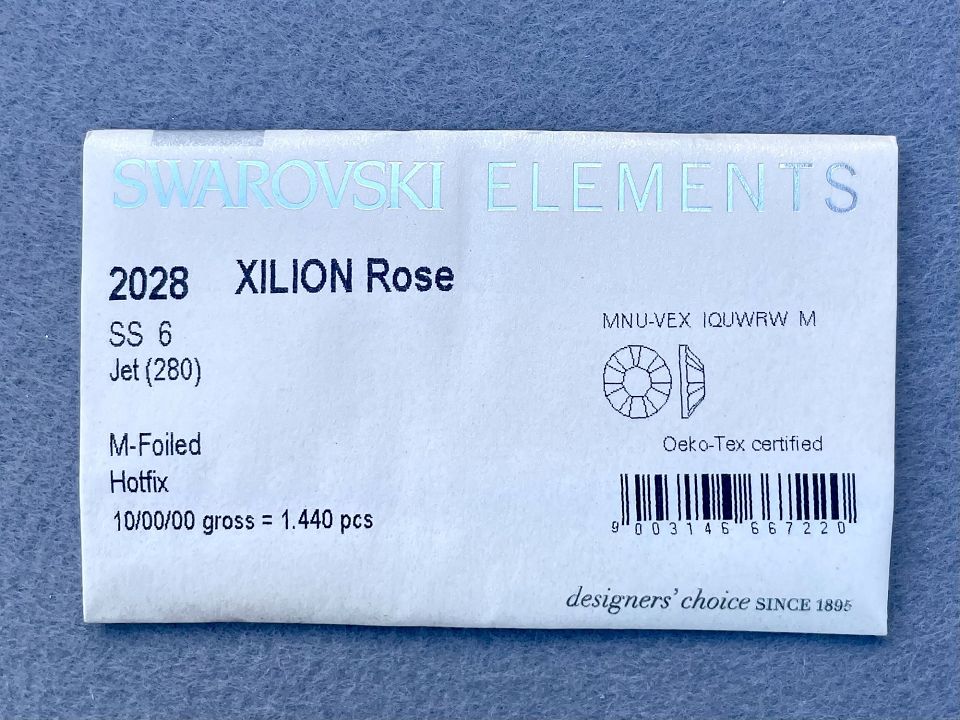 SWAROVSKI ELEMENTS
2028 XILION Rose
SS 6
Jet (280)
MNU-VEX IQUWRW M
M-Foiled
Oeko-Tex certified
Hotfix
10/00/00 gross = 1.440 pcs
9 003146 667220
designers' choice SINCE 1895